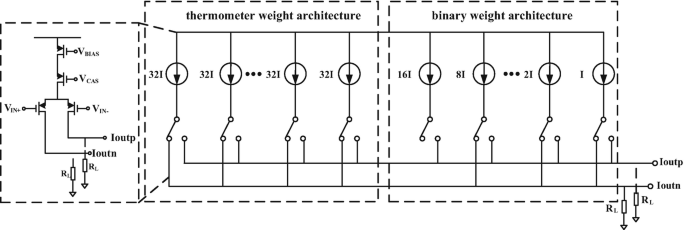 thermometer weight architecture
binary weight architecture
VBIAS
VCAS
VIN+
VIN-
Ioutp
Ioutn
RL
RL
32I
32I
32I
32I
16I
8I
2I
I
Ioutp
Ioutn
RL
RL